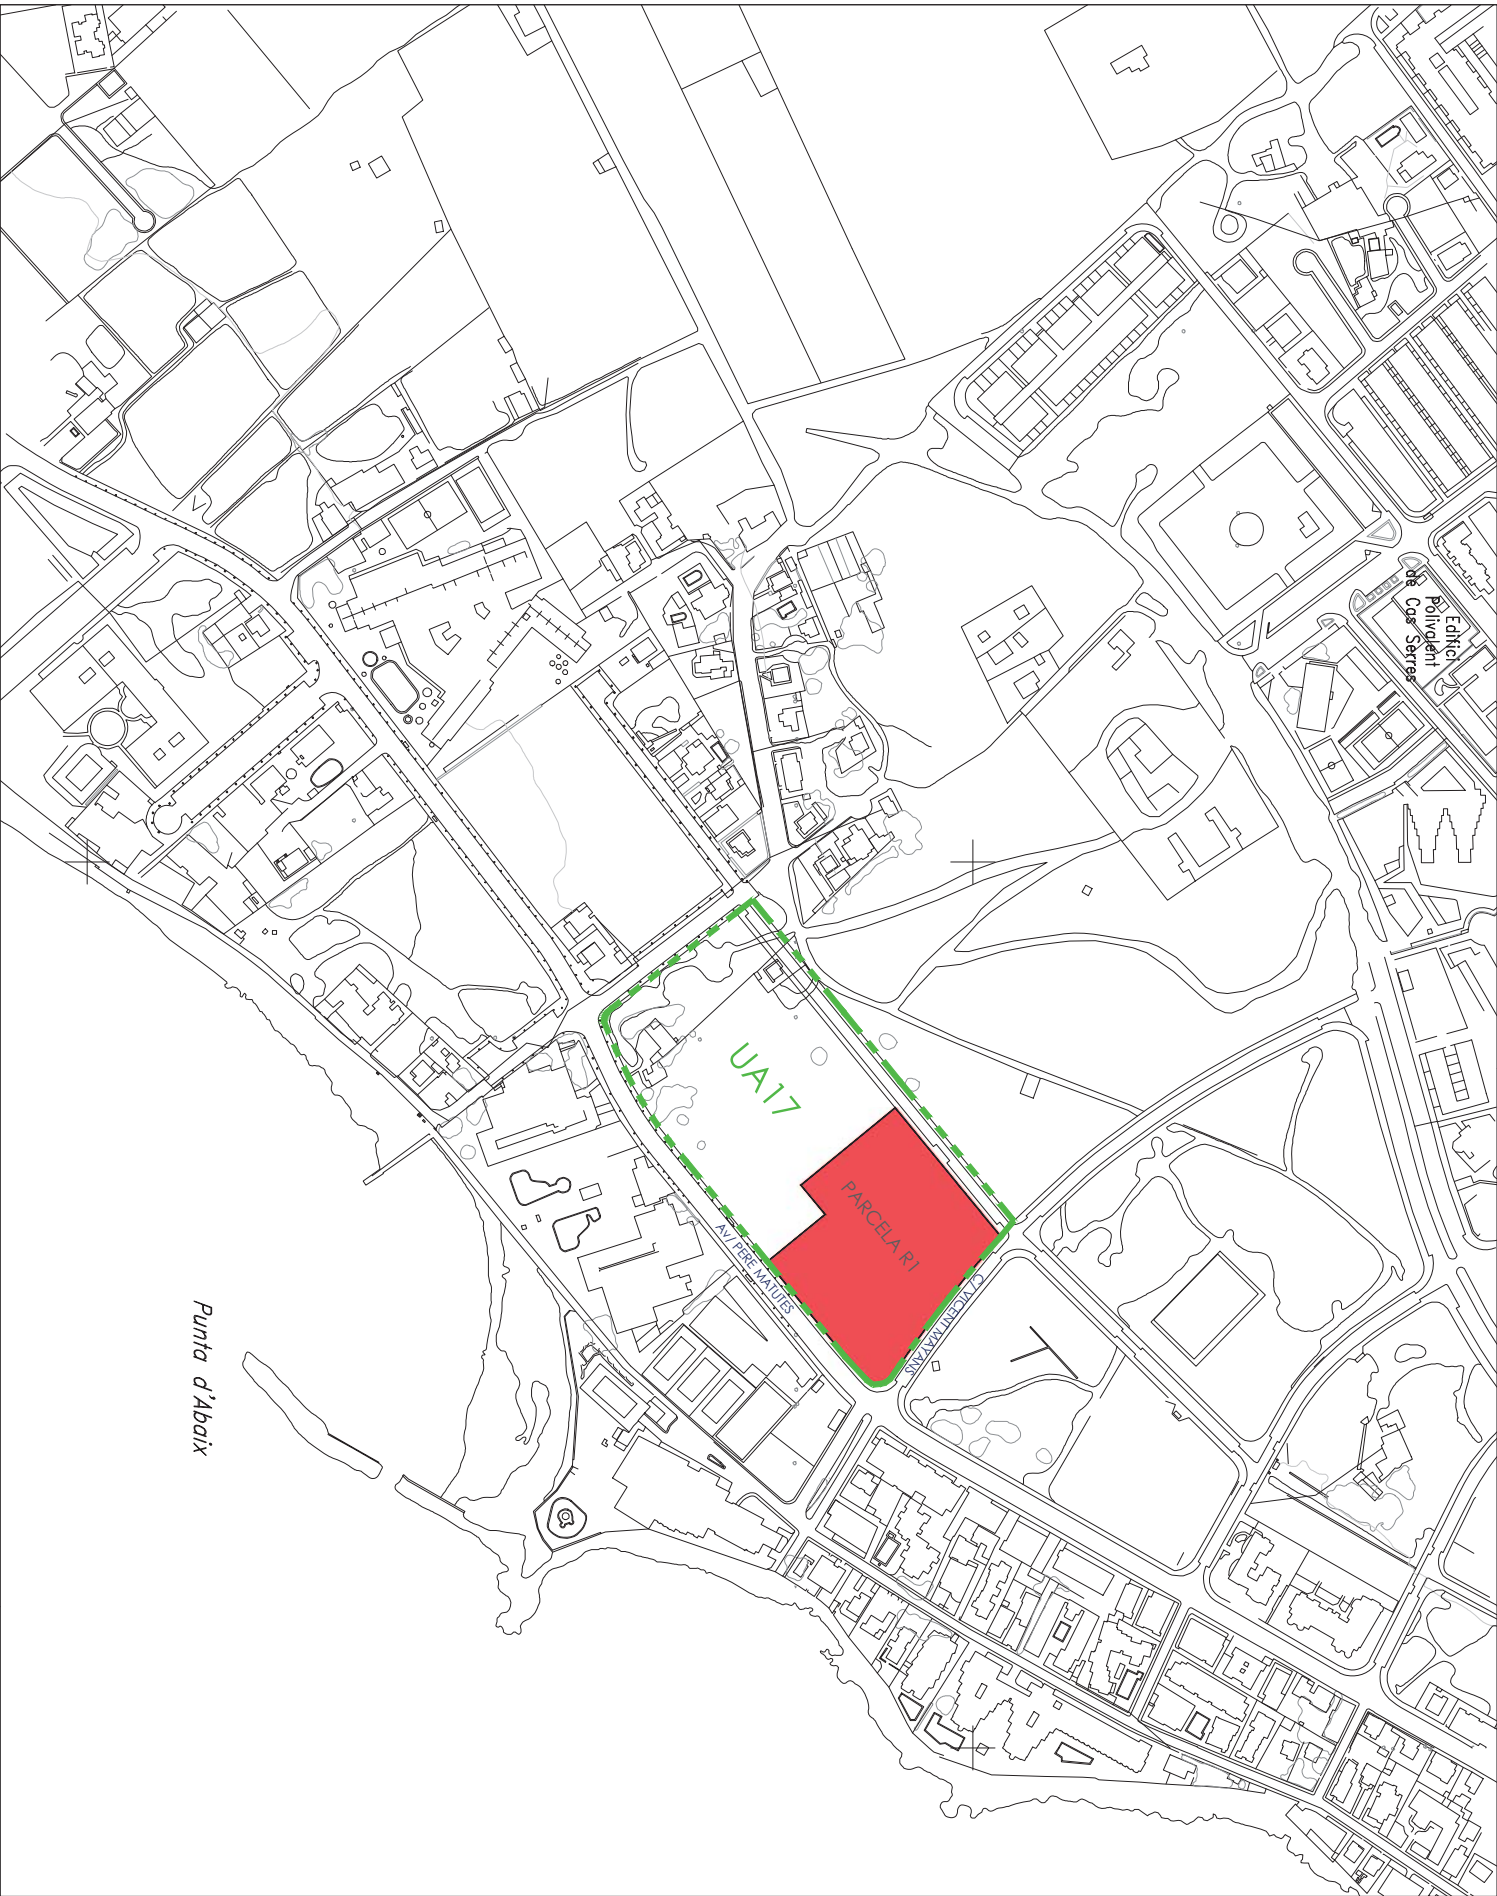 Edifici
Polivalent
de Cas Serres
UA17
PARCELA R1
AV/ PERE MATUTES
C/ VICENT MAYANS
Punta d'Abaix